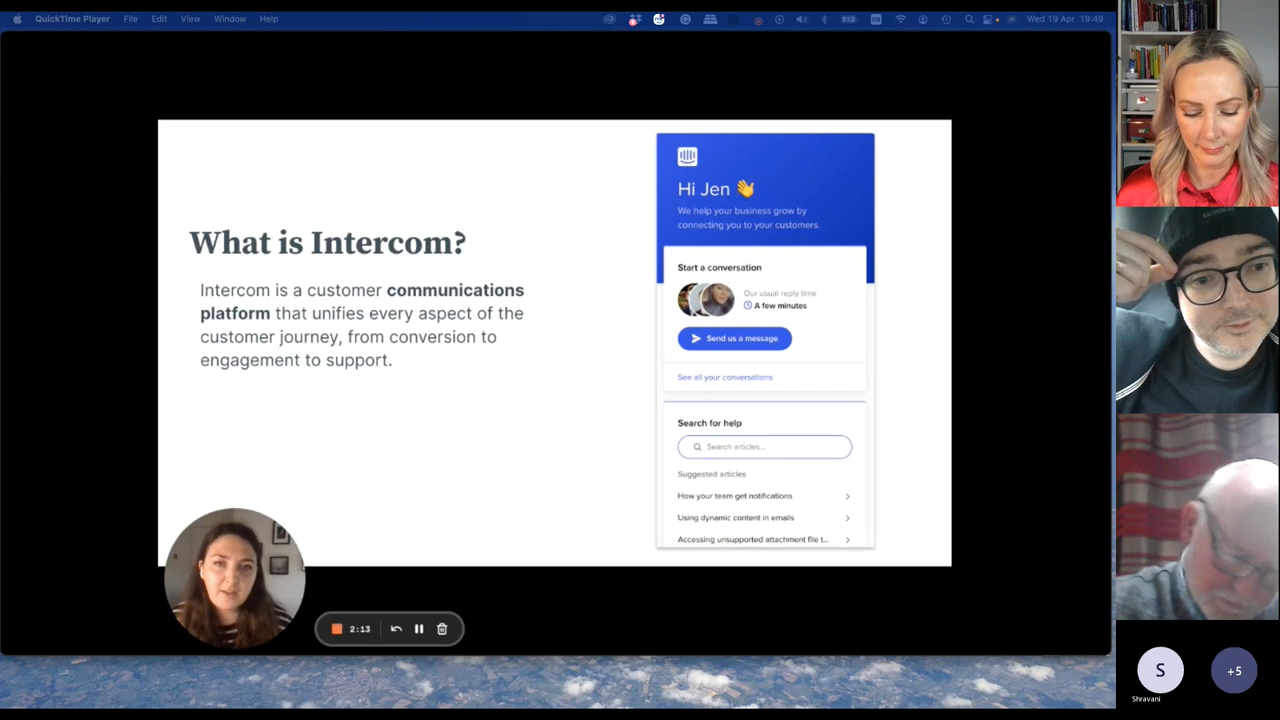 QuickTime Player File Edit View Window Help
Wed 19 Apr 19:49
What is Intercom?
Intercom is a customer communications
platform that unifies every aspect of the
customer journey, from conversion to
engagement to support.
Hi Jen 👋
We help your business grow by
connecting you to your customers.
Start a conversation
Our usual reply time
A few minutes
Send us a message
See all your conversations
Search for help
Search articles...
Suggested articles
How your team get notifications
Using dynamic content in emails
Accessing unsupported attachment file t...
2:13
S
+5
Shravani